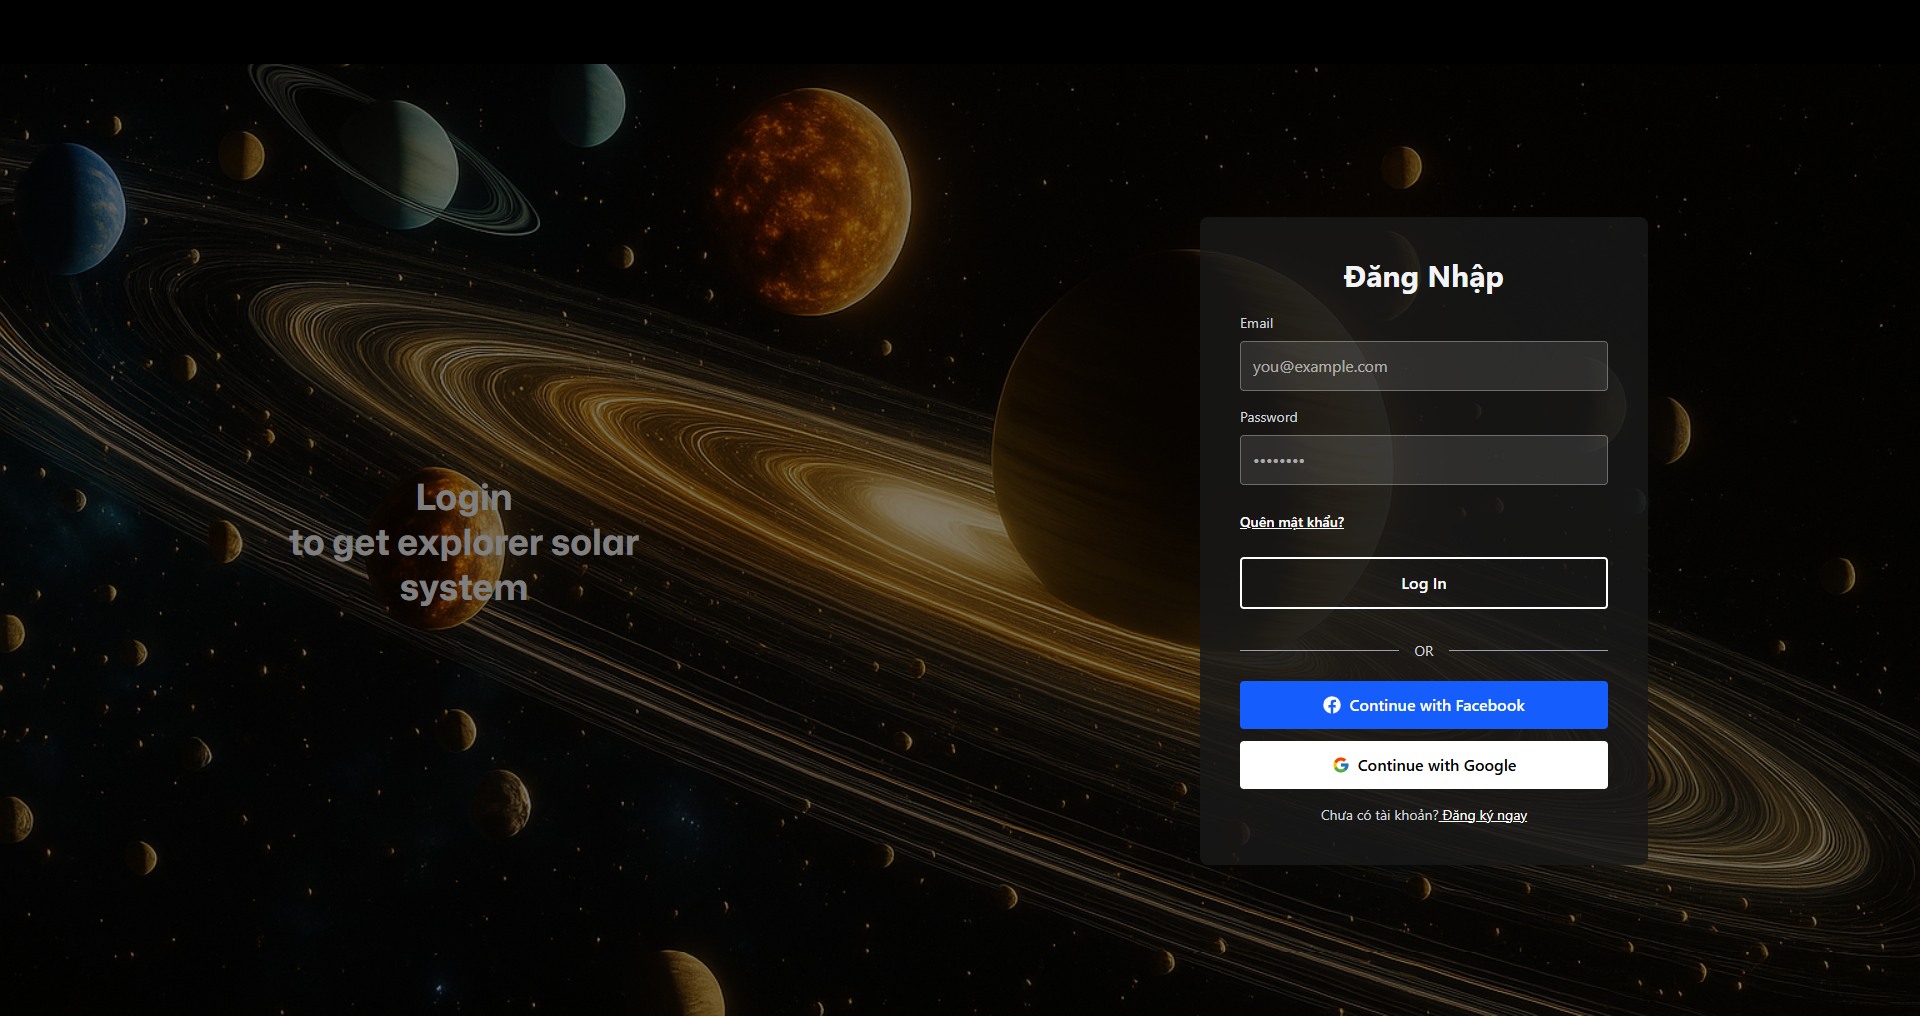 Login
to get explorer solar
system
Đăng Nhập
Email
you@example.com
Password
••••••••
Quên mật khẩu?
Log In
OR
Continue with Facebook
Continue with Google
Chưa có tài khoản? Đăng ký ngay